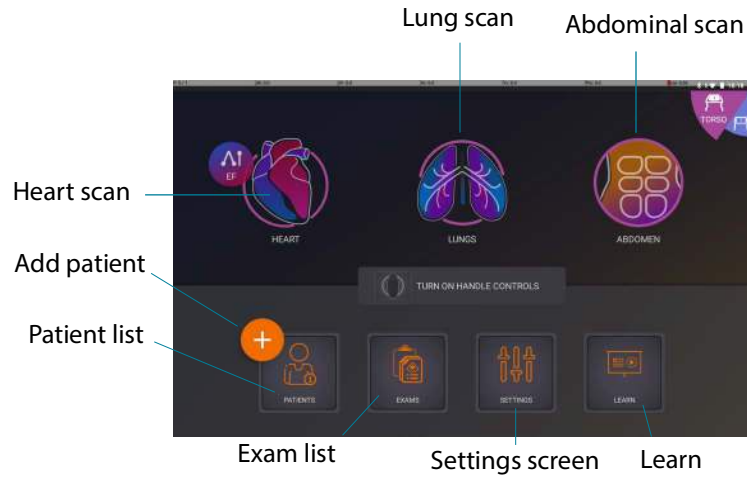 Lung scan
Abdominal scan
TORSO
EF
Heart scan
HEART
LUNGS
ABDOMEN
Add patient
TURN ON HANDLE CONTROLS
Patient list
PATIENTS
EXAMS
SETTINGS
LEARN
Exam list
Settings screen
Learn